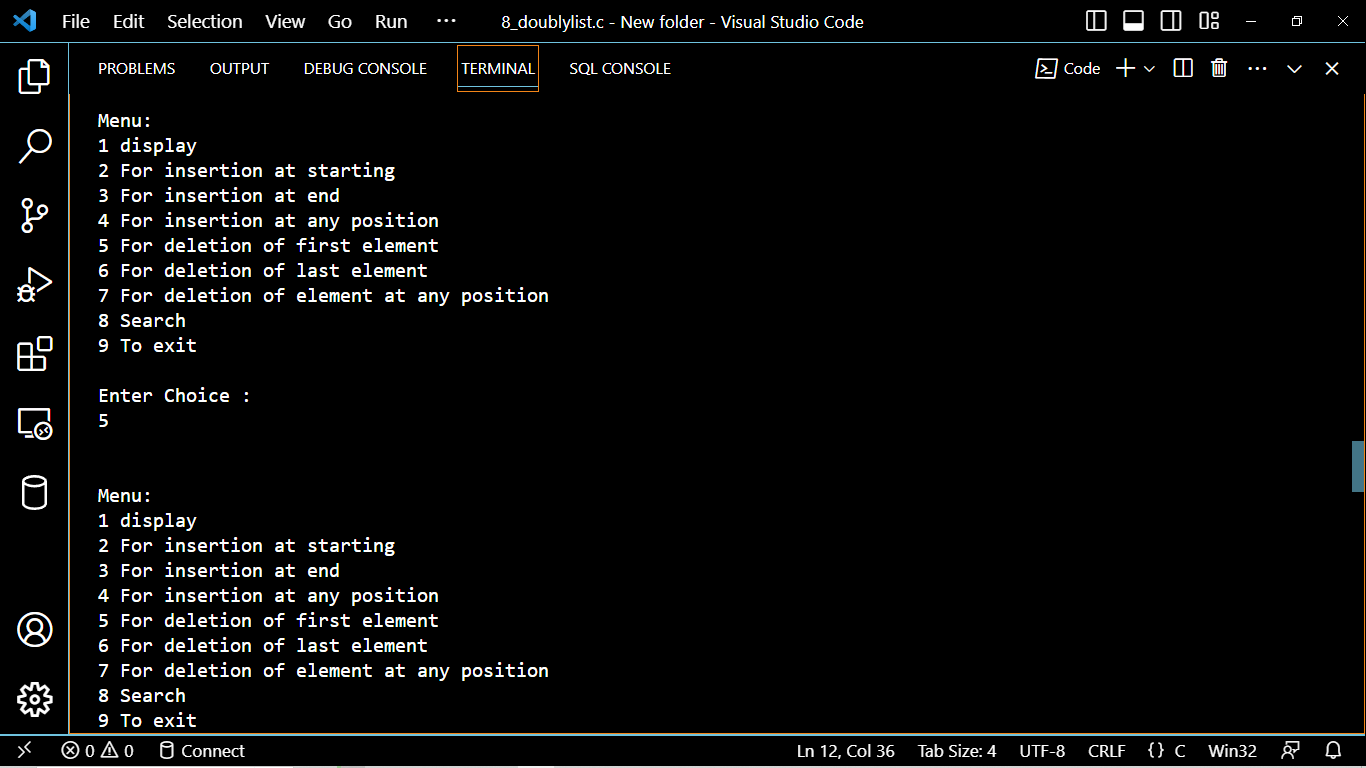 File Edit Selection View Go Run ··· 8_doublylist.c - New folder - Visual Studio Code
PROBLEMS OUTPUT DEBUG CONSOLE TERMINAL SQL CONSOLE Code
Menu:
1 display
2 For insertion at starting
3 For insertion at end
4 For insertion at any position
5 For deletion of first element
6 For deletion of last element
7 For deletion of element at any position
8 Search
9 To exit
Enter Choice :
5
Menu:
1 display
2 For insertion at starting
3 For insertion at end
4 For insertion at any position
5 For deletion of first element
6 For deletion of last element
7 For deletion of element at any position
8 Search
9 To exit
0 0 Connect Ln 12, Col 36 Tab Size: 4 UTF-8 CRLF {} C Win32